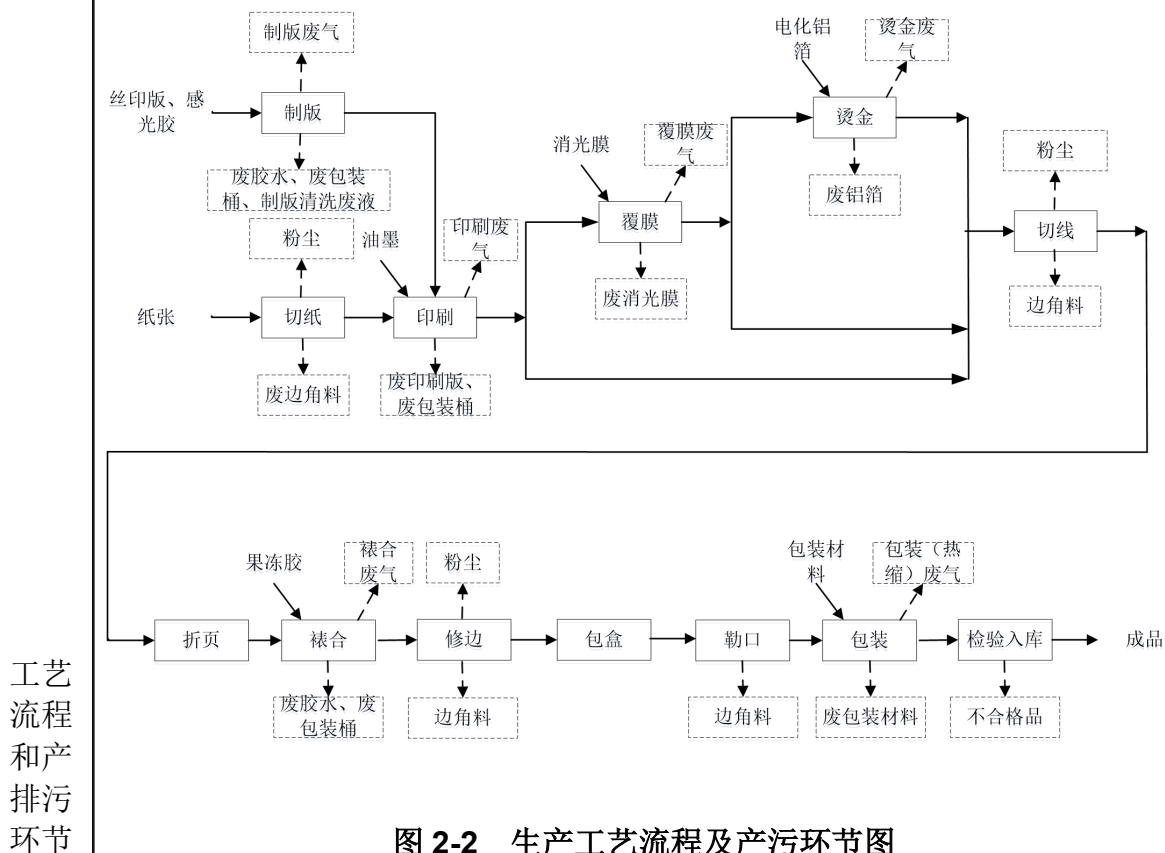 制版废气
丝印版、感
光胶
制版
废胶水、废包装
桶、制版清洗废液
粉尘
油墨
印刷废
气
纸张
切纸
印刷
废边角料
废印刷版、
废包装桶
消光膜
覆膜废
气
覆膜
废消光膜
电化铝
箔
烫金废
气
烫金
废铝箔
粉尘
切线
边角料
果冻胶
裱合
废气
粉尘
包装材
料
包装（热
缩）废气
折页
裱合
修边
包盒
勒口
包装
检验入库
成品
废胶水、废
包装桶
边角料
边角料
废包装材料
不合格品
工艺
流程
和产
排污
环节
图 2-2 生产工艺流程及产污环节图